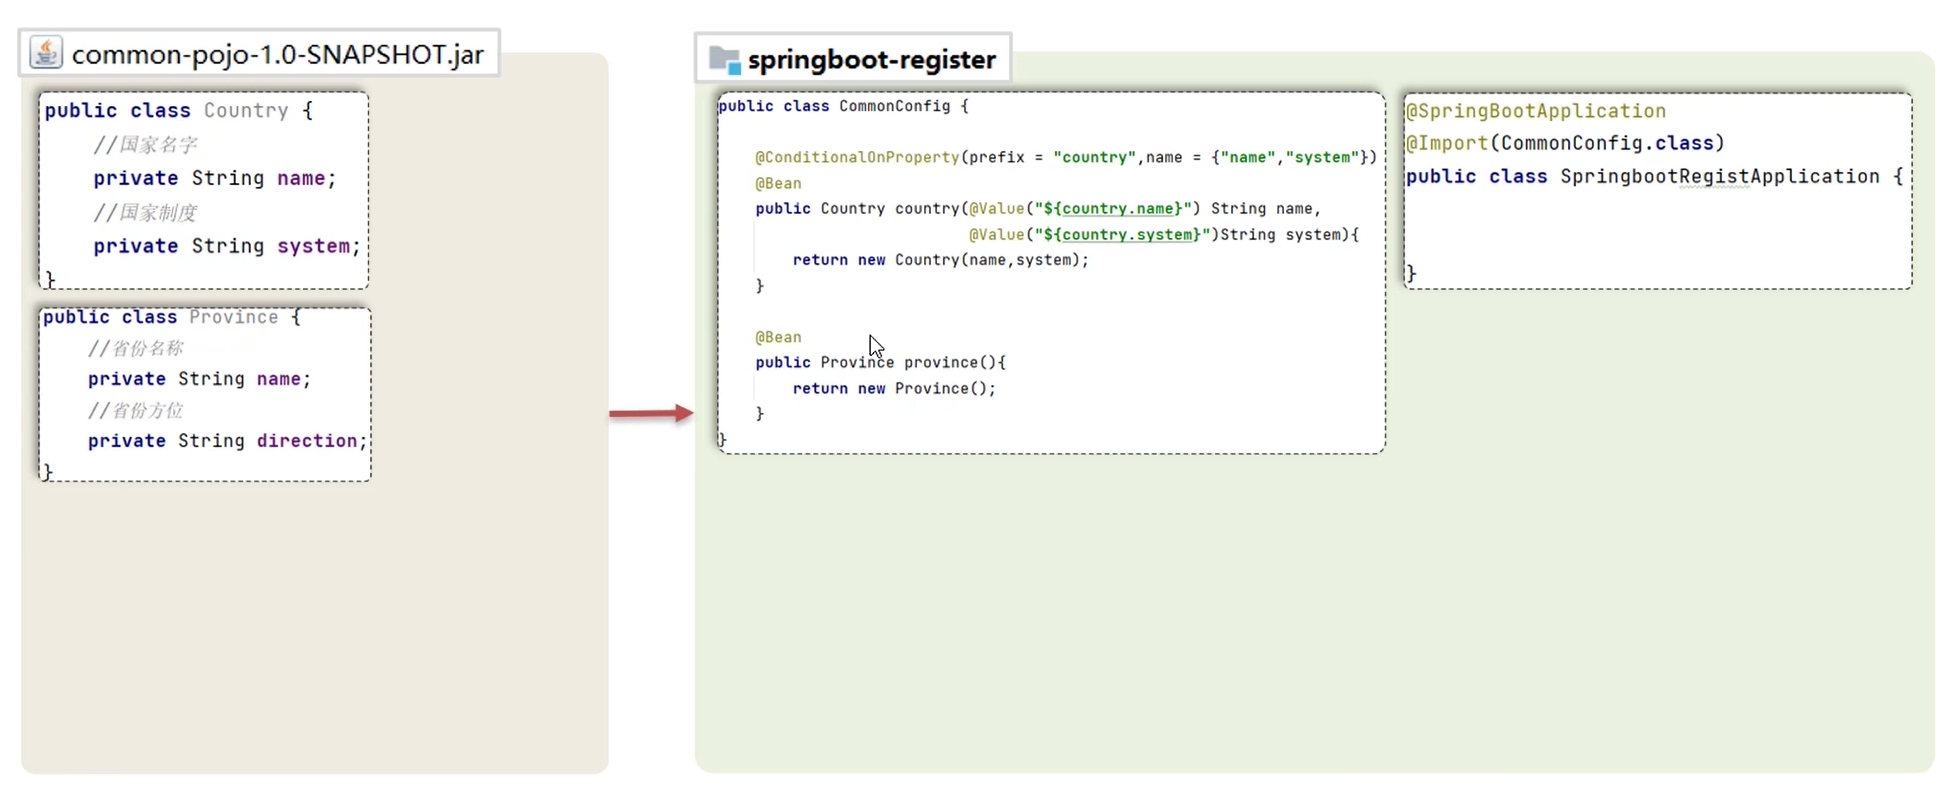 common-pojo-1.0-SNAPSHOT.jar
public class Country {
//国家名字
private String name;
//国家制度
private String system;
}
public class Province {
//省份名称
private String name;
//省份方位
private String direction;
}
springboot-register
public class CommonConfig {
@ConditionalOnProperty(prefix = "country",name = {"name","system"})
@Bean
public Country country(@Value("${country.name}") String name,
@Value("${country.system}")String system){
return new Country(name,system);
}
@Bean
public Province province(){
return new Province();
}
}
@SpringBootApplication
@Import(CommonConfig.class)
public class SpringbootRegistApplication {
}